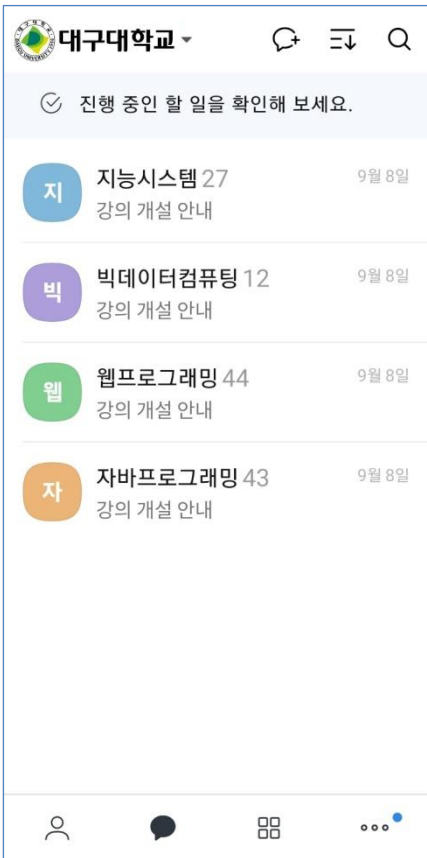 대구대학교
진행 중인 할 일을 확인해 보세요.
지
지능시스템 27
9월 8일
강의 개설 안내
빅
빅데이터컴퓨팅 12
9월 8일
강의 개설 안내
웹
웹프로그래밍 44
9월 8일
강의 개설 안내
자
자바프로그래밍 43
9월 8일
강의 개설 안내